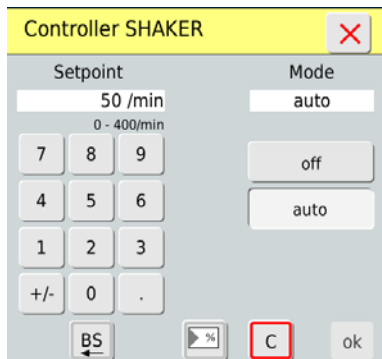 Controller SHAKER
Setpoint Mode
50 /min auto
0 - 400/min
7 8 9 off
4 5 6 auto
1 2 3
+/- 0 .
BS % C ok